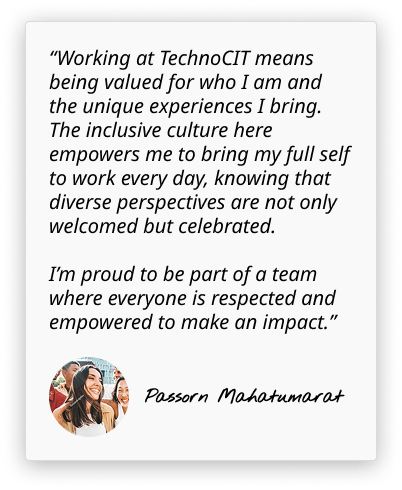 “Working at TechnoCIT means
being valued for who I am and
the unique experiences I bring.
The inclusive culture here
empowers me to bring my full self
to work every day, knowing that
diverse perspectives are not only
welcomed but celebrated.
I’m proud to be part of a team
where everyone is respected and
empowered to make an impact.”
Passorn Mahatumarat